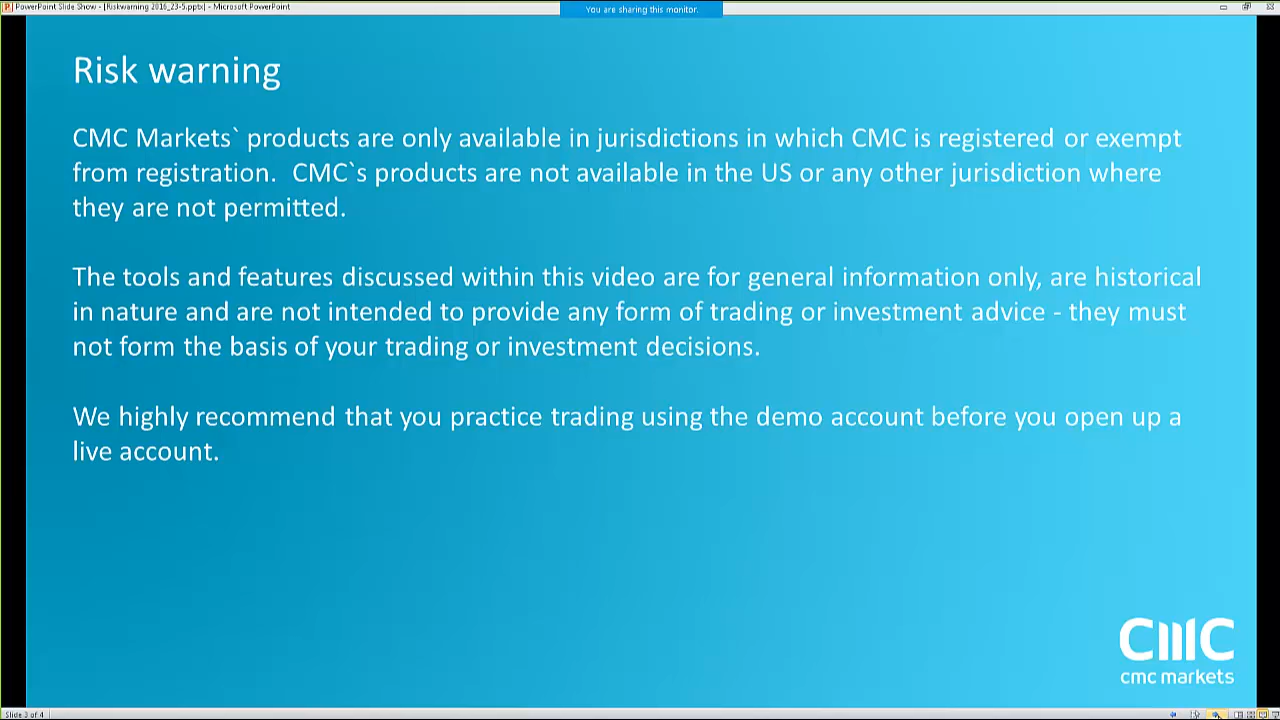 PowerPoint Slide Show - [Riskwarning 2016_23-5.pptx] - Microsoft PowerPoint
You are sharing this monitor.
Risk warning
CMC Markets` products are only available in jurisdictions in which CMC is registered or exempt
from registration.  CMC`s products are not available in the US or any other jurisdiction where
they are not permitted.
The tools and features discussed within this video are for general information only, are historical
in nature and are not intended to provide any form of trading or investment advice - they must
not form the basis of your trading or investment decisions.
We highly recommend that you practice trading using the demo account before you open up a
live account.
CMC
cmc markets
Slide 3 of 4